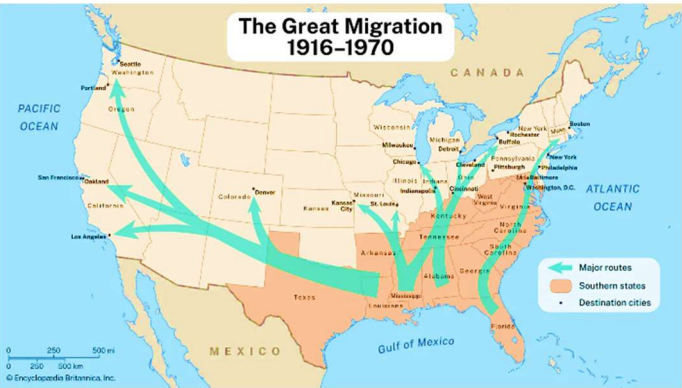 The Great Migration
1916–1970
CANADA
PACIFIC
OCEAN
Seattle
Washington
Portland
Oregon
San Francisco
Oakland
California
Los Angeles
Colorado
Denver
Kansas
Kansas
City
Missouri
St. Louis
Wisconsin
Milwaukee
Chicago
Michigan
Detroit
Illinois
Indiana
Indianapolis
Ohio
Cleveland
Cincinnati
New York
Rochester
Buffalo
Mass.
Boston
Pennsylvania
Pittsburgh
New York
Philadelphia
Md.
Baltimore
Washington, D.C.
West
Virginia
Virginia
Kentucky
North
Carolina
Tennessee
South
Carolina
Arkansas
Georgia
Alabama
Mississippi
Louisiana
Texas
Florida
ATLANTIC
OCEAN
Major routes
Southern states
Destination cities
MEXICO
Gulf of Mexico
0 250 500 mi
0 250 500 km
© Encyclopædia Britannica, Inc.